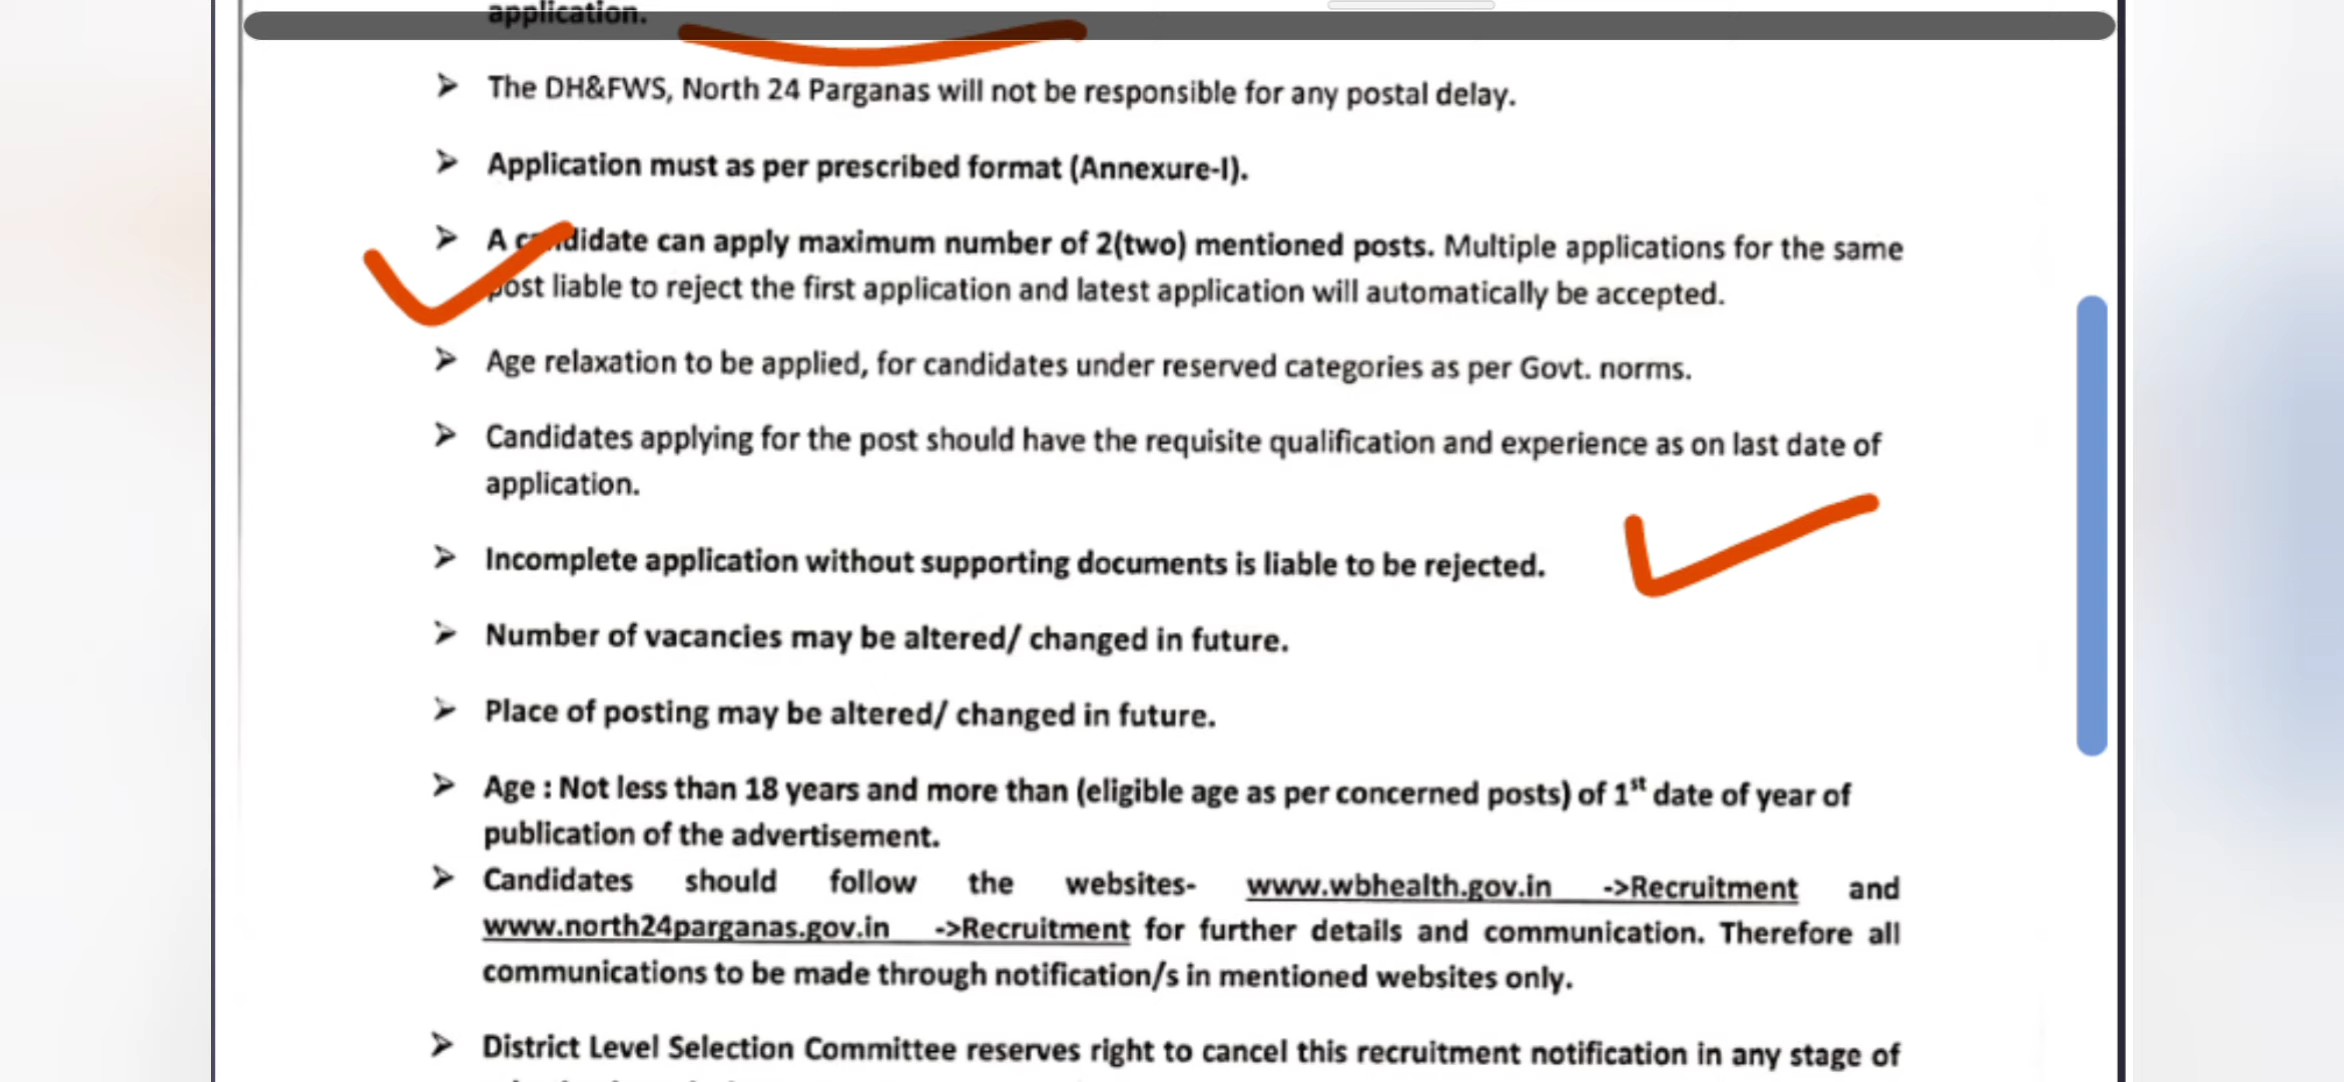 application.
➤ The DH&FWS, North 24 Parganas will not be responsible for any postal delay.
➤ Application must as per prescribed format (Annexure-I).
➤ A candidate can apply maximum number of 2(two) mentioned posts. Multiple applications for the same
post liable to reject the first application and latest application will automatically be accepted.
➤ Age relaxation to be applied, for candidates under reserved categories as per Govt. norms.
➤ Candidates applying for the post should have the requisite qualification and experience as on last date of
application.
➤ Incomplete application without supporting documents is liable to be rejected.
➤ Number of vacancies may be altered/ changed in future.
➤ Place of posting may be altered/ changed in future.
➤ Age : Not less than 18 years and more than (eligible age as per concerned posts) of 1st date of year of
publication of the advertisement.
➤ Candidates should follow the websites- www.wbhealth.gov.in ->Recruitment and
www.north24parganas.gov.in ->Recruitment for further details and communication. Therefore all
communications to be made through notification/s in mentioned websites only.
➤ District Level Selection Committee reserves right to cancel this recruitment notification in any stage of